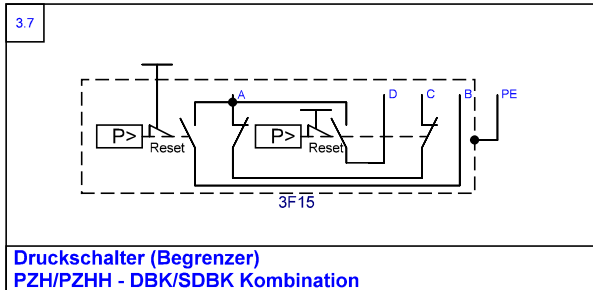 3.7
A D C B PE
P> Reset P> Reset
3F15
Druckschalter (Begrenzer)
PZH/PZHH - DBK/SDBK Kombination